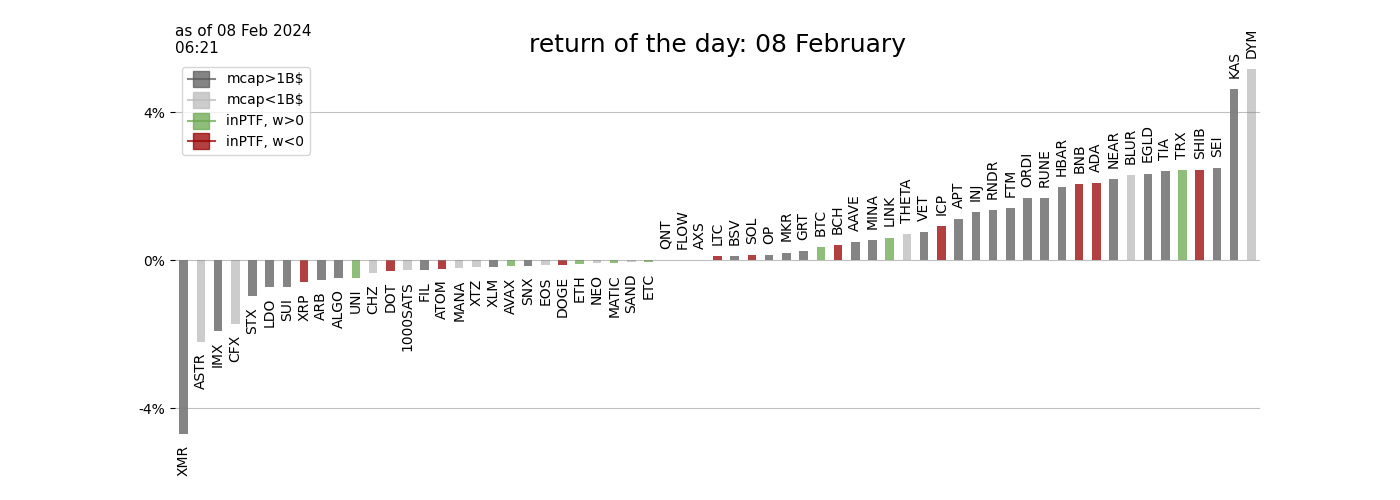 as of 08 Feb 2024
06:21
return of the day: 08 February
mcap>1B$
mcap<1B$
inPTF, w>0
inPTF, w<0
4%
0%
-4%
XMR
ASTR
IMX
CFX
STX
LDO
SUI
XRP
ARB
ALGO
UNI
CHZ
DOT
1000SATS
FIL
ATOM
MANA
XTZ
XLM
AVAX
SNX
EOS
DOGE
ETH
NEO
MATIC
SAND
ETC
QNT
FLOW
AXS
LTC
BSV
SOL
OP
MKR
GRT
BTC
BCH
AAVE
MINA
LINK
THETA
VET
ICP
APT
INJ
RNDR
FTM
ORDI
RUNE
HBAR
BNB
ADA
NEAR
BLUR
EGLD
TIA
TRX
SHIB
SEI
KAS
DYM